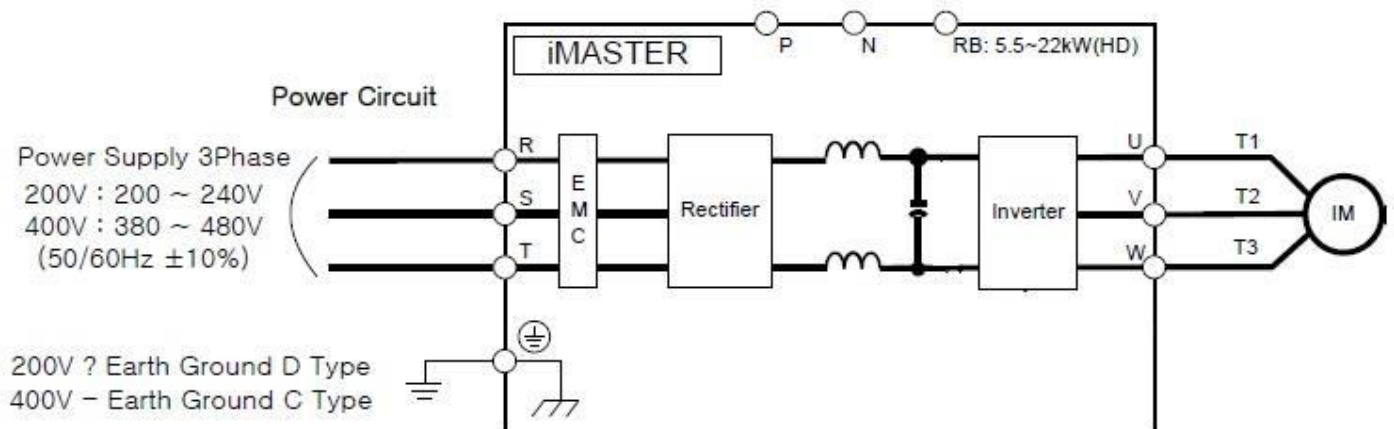 iMASTER
P
N
RB: 5.5~22kW(HD)
Power Circuit
Power Supply 3Phase
200V : 200 ~ 240V
400V : 380 ~ 480V
(50/60Hz ±10%)
R
S
T
E
M
C
Rectifier
Inverter
U
V
W
T1
T2
T3
IM
200V ? Earth Ground D Type
400V - Earth Ground C Type